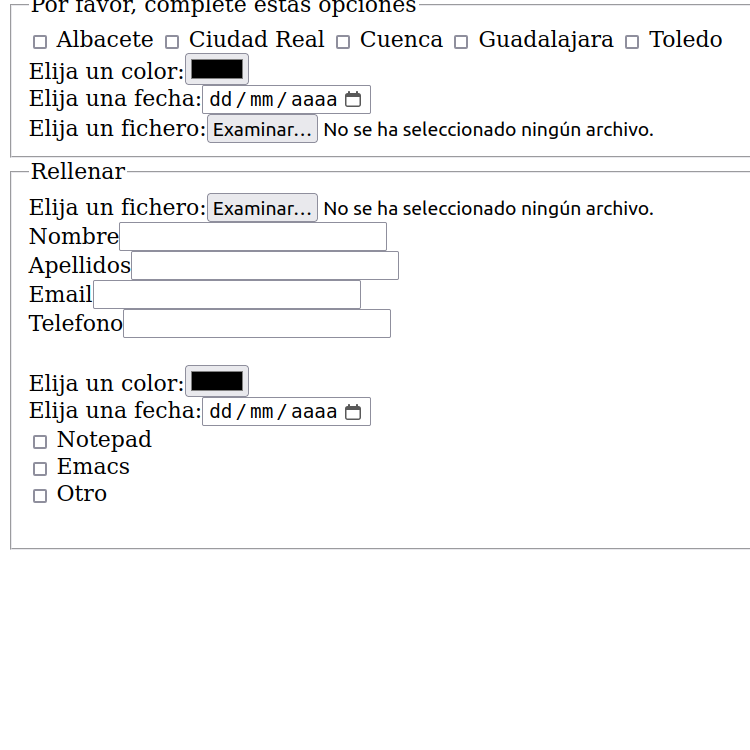 Por favor, complete estas opciones
Albacete Ciudad Real Cuenca Guadalajara Toledo
Elija un color:
Elija una fecha: dd/mm/aaaa
Elija un fichero: Examinar... No se ha seleccionado ningún archivo.
Rellenar
Elija un fichero: Examinar... No se ha seleccionado ningún archivo.
Nombre
Apellidos
Email
Telefono
Elija un color:
Elija una fecha: dd/mm/aaaa
Notepad
Emacs
Otro